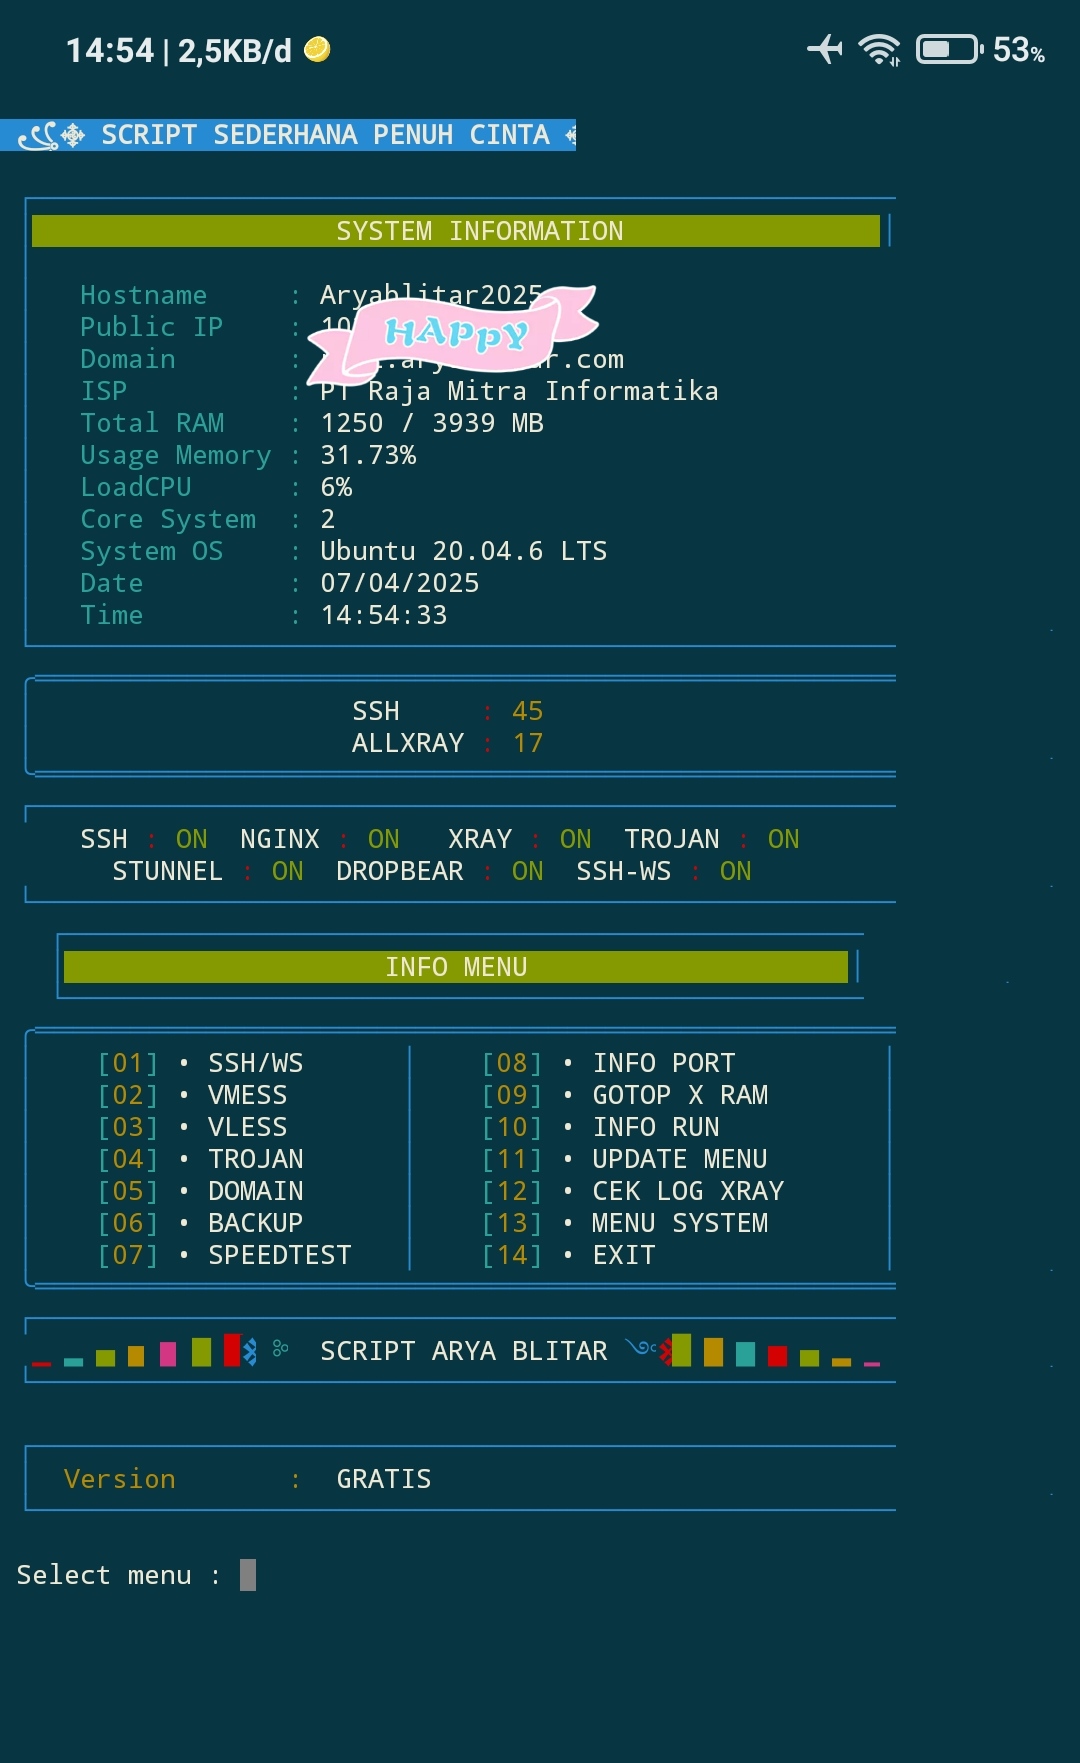 14:54 | 2,5KB/d 53%
SCRIPT SEDERHANA PENUH CINTA
SYSTEM INFORMATION
Hostname : Aryablitar2025
Public IP :
HAppY
Domain : .com
ISP : PT Raja Mitra Informatika
Total RAM : 1250 / 3939 MB
Usage Memory : 31.73%
LoadCPU : 6%
Core System : 2
System OS : Ubuntu 20.04.6 LTS
Date : 07/04/2025
Time : 14:54:33
SSH : 45
ALLXRAY : 17
SSH : ON NGINX : ON XRAY : ON TROJAN : ON
STUNNEL : ON DROPBEAR : ON SSH-WS : ON
INFO MENU
[01] • SSH/WS [08] • INFO PORT
[02] • VMESS [09] • GOTOP X RAM
[03] • VLESS [10] • INFO RUN
[04] • TROJAN [11] • UPDATE MENU
[05] • DOMAIN [12] • CEK LOG XRAY
[06] • BACKUP [13] • MENU SYSTEM
[07] • SPEEDTEST [14] • EXIT
SCRIPT ARYA BLITAR
Version : GRATIS
Select menu :